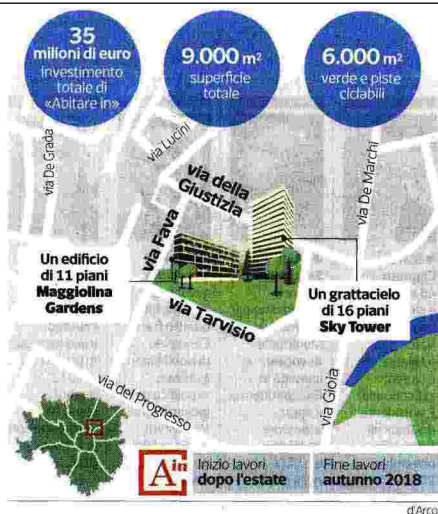 35
milioni di euro
investimento
totale di
«Abitare in»
9.000 m²
superficie
totale
6.000 m²
verde e piste
ciclabili
via De Grada
via Lucini
via della
Giustizia
via De Marchi
via Fava
Un edificio
di 11 piani
Maggiolina
Gardens
via Tarvisio
Un grattacielo
di 16 piani
Sky Tower
via del Progresso
via Gioia
Ain
Inizio lavori
dopo l'estate
Fine lavori
autunno 2018
d'Arco